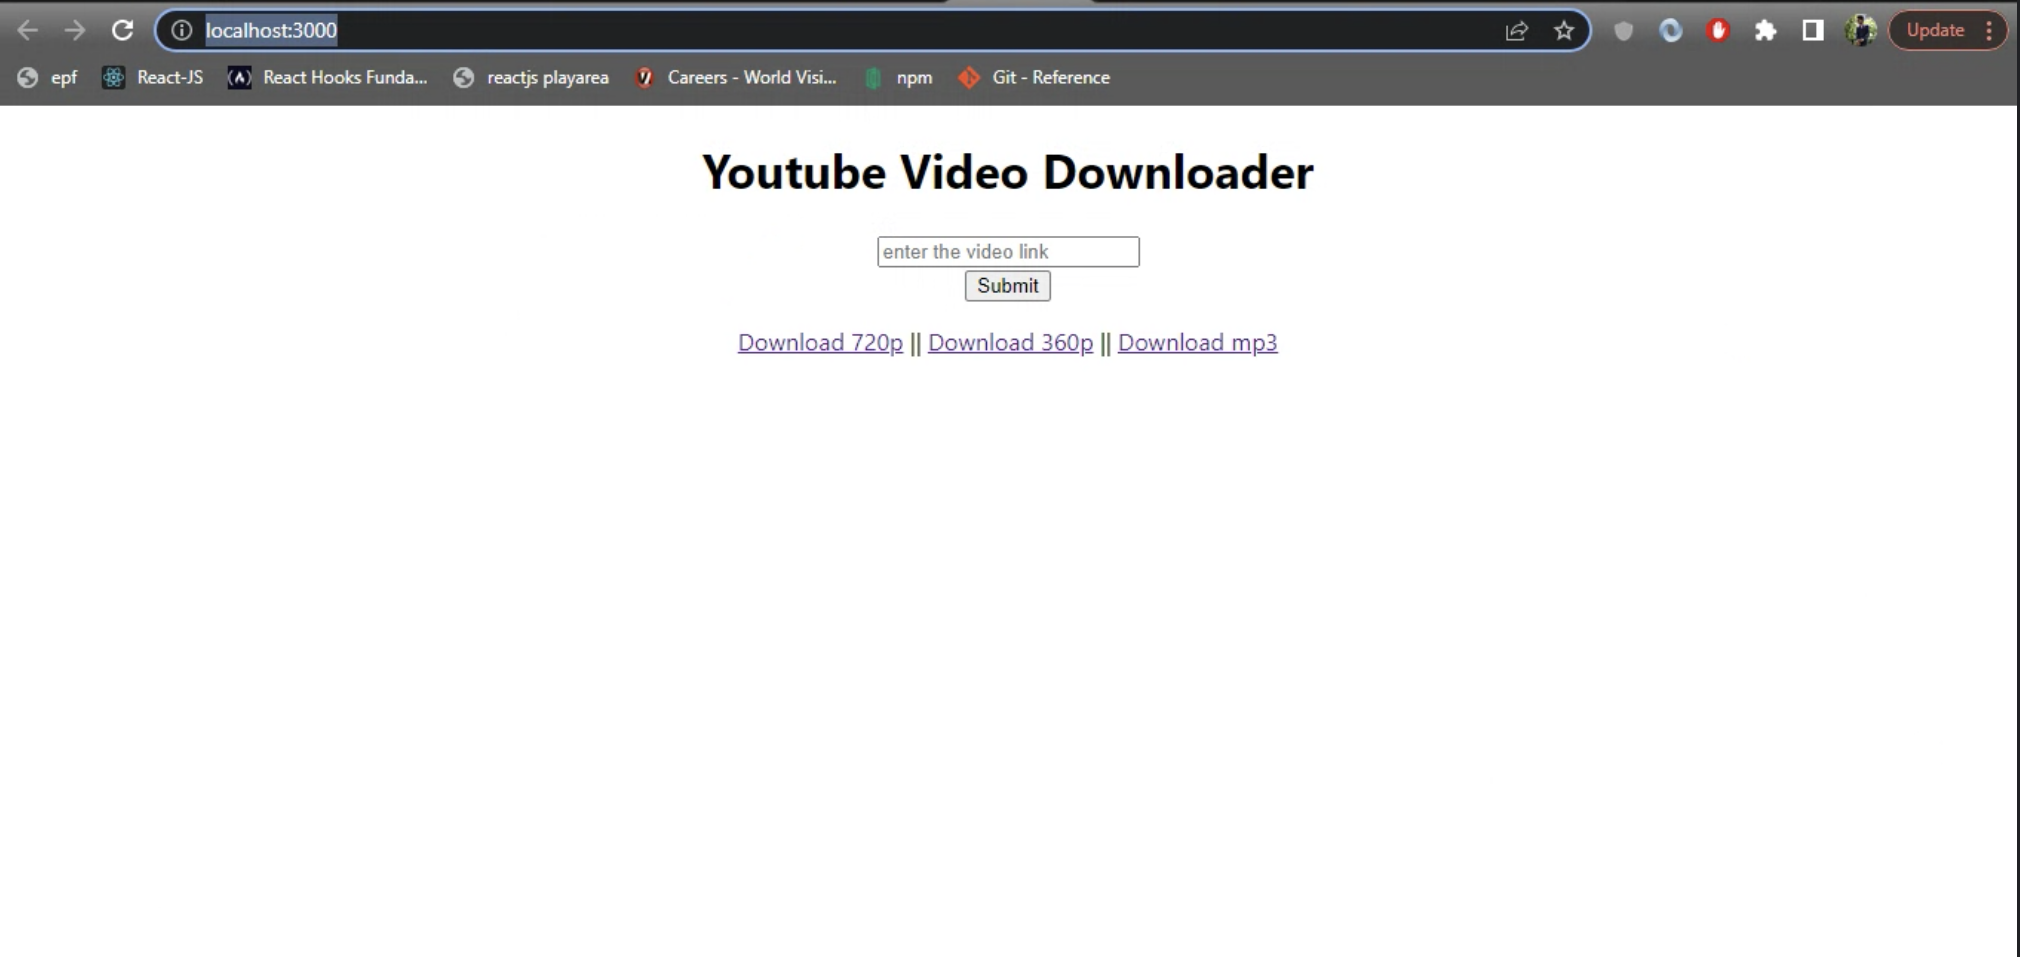 localhost:3000
Update
epf React-JS React Hooks Funda... reactjs playarea Careers - World Visi... npm Git - Reference
Youtube Video Downloader
enter the video link
Submit
Download 720p || Download 360p || Download mp3